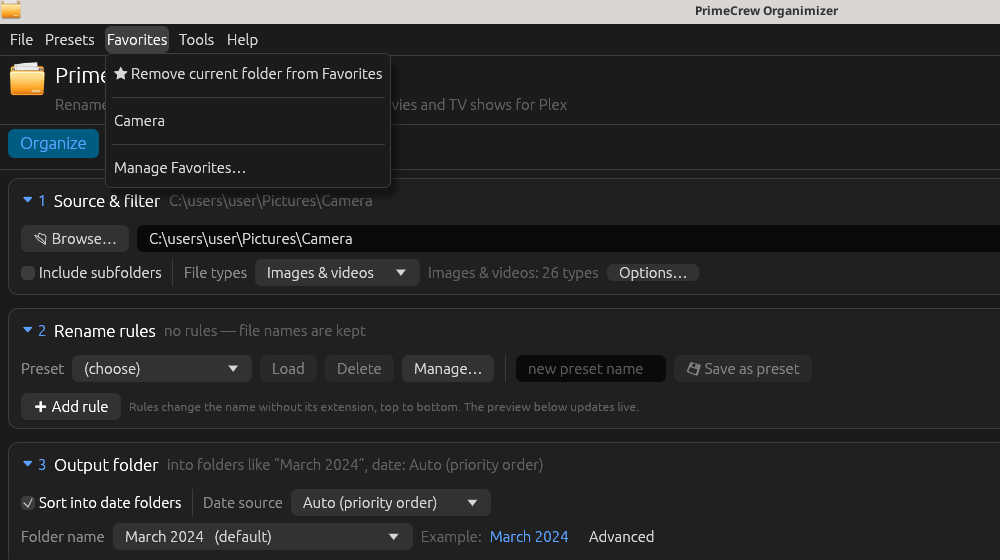 PrimeCrew Organimizer
File Presets Favorites Tools Help
★ Remove current folder from Favorites
Camera
Manage Favorites…
Prime
Rename
vies and TV shows for Plex
Organize
1 Source & filter C:\users\user\Pictures\Camera
Browse… C:\users\user\Pictures\Camera
Include subfolders File types Images & videos Images & videos: 26 types Options…
2 Rename rules no rules — file names are kept
Preset (choose) Load Delete Manage… new preset name Save as preset
+ Add rule Rules change the name without its extension, top to bottom. The preview below updates live.
3 Output folder into folders like “March 2024”, date: Auto (priority order)
Sort into date folders Date source Auto (priority order)
Folder name March 2024 (default) Example: March 2024 Advanced